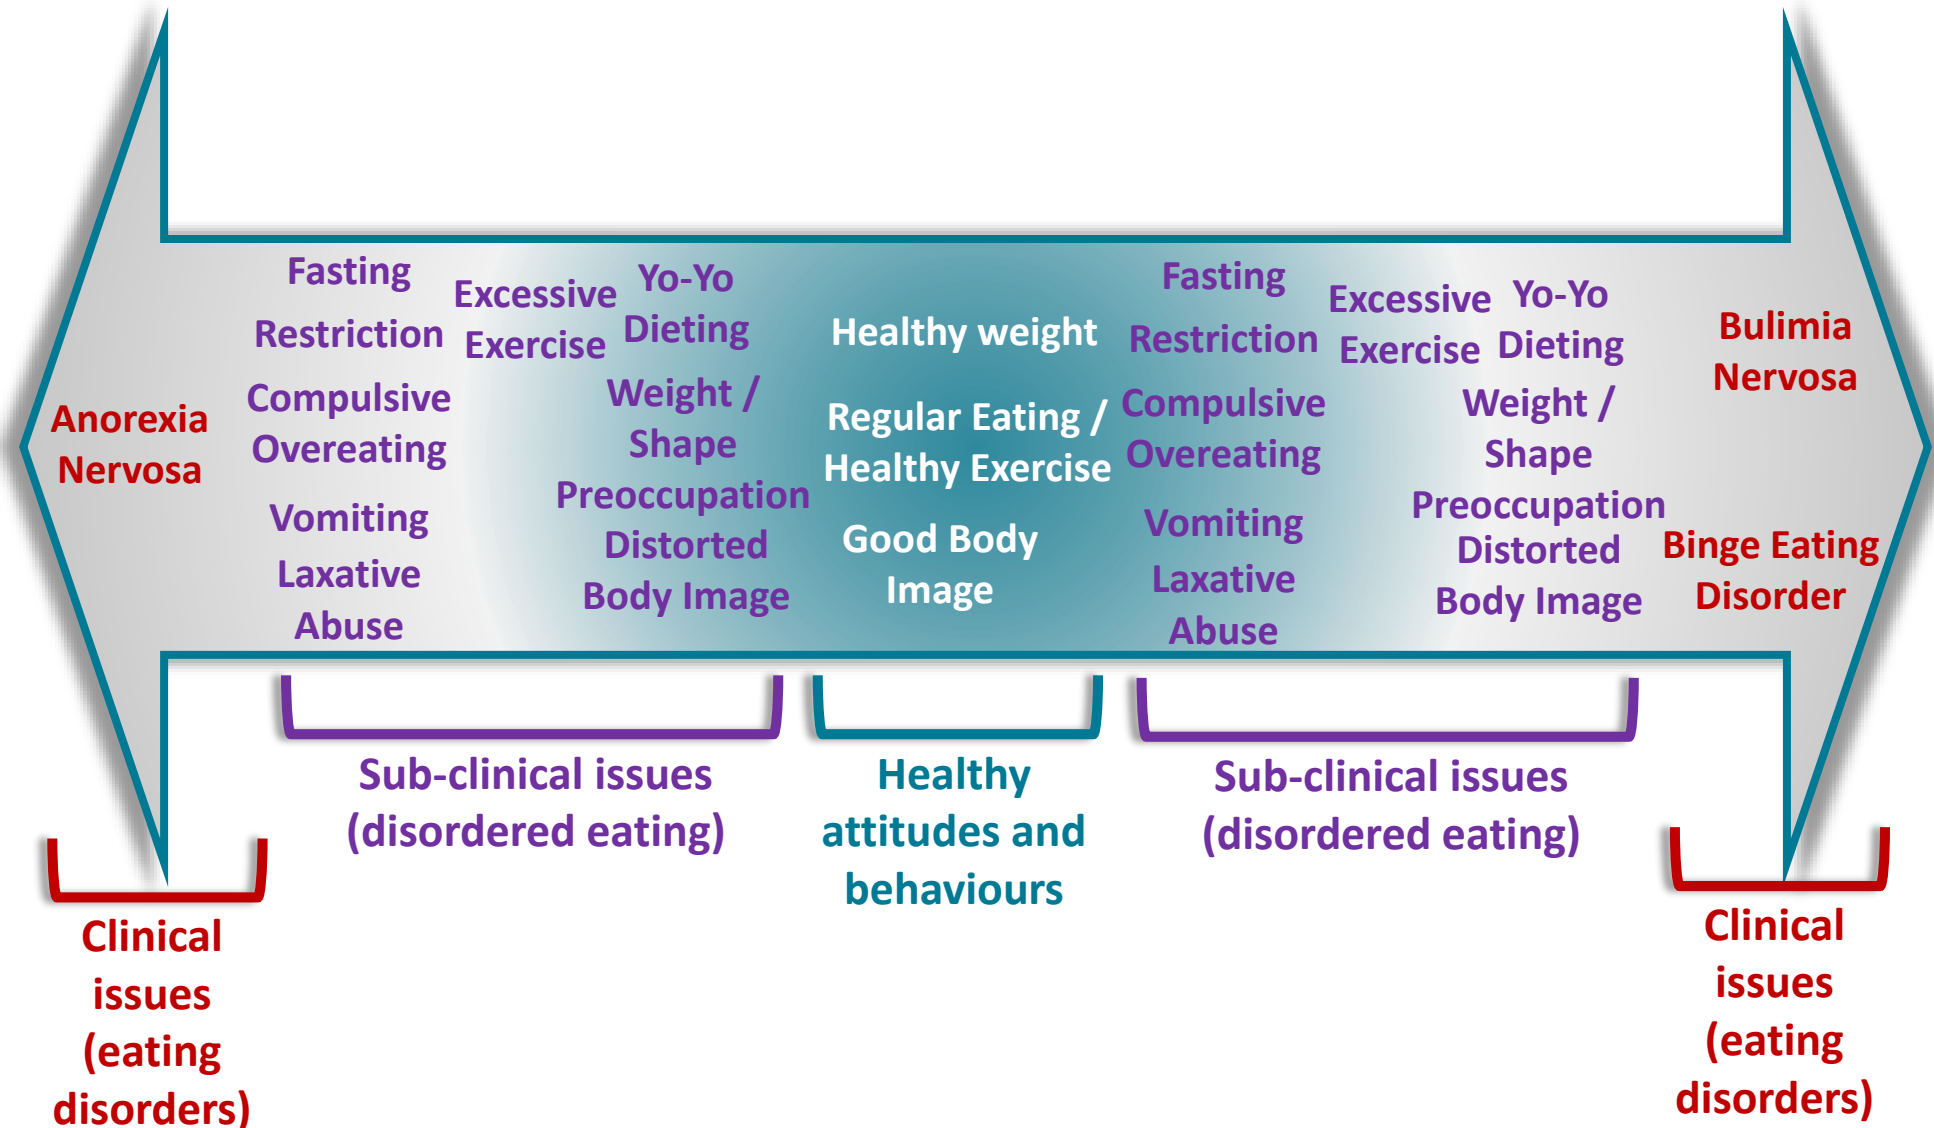 Anorexia
Nervosa
Fasting
Restriction
Compulsive
Overeating
Vomiting
Laxative
Abuse
Excessive
Exercise
Yo-Yo
Dieting
Weight /
Shape
Preoccupation
Distorted
Body Image
Healthy weight
Regular Eating /
Healthy Exercise
Good Body
Image
Fasting
Restriction
Compulsive
Overeating
Vomiting
Laxative
Abuse
Excessive
Exercise
Yo-Yo
Dieting
Weight /
Shape
Preoccupation
Distorted
Body Image
Bulimia
Nervosa
Binge Eating
Disorder
Clinical
issues
(eating
disorders)
Sub-clinical issues
(disordered eating)
Healthy
attitudes and
behaviours
Sub-clinical issues
(disordered eating)
Clinical
issues
(eating
disorders)